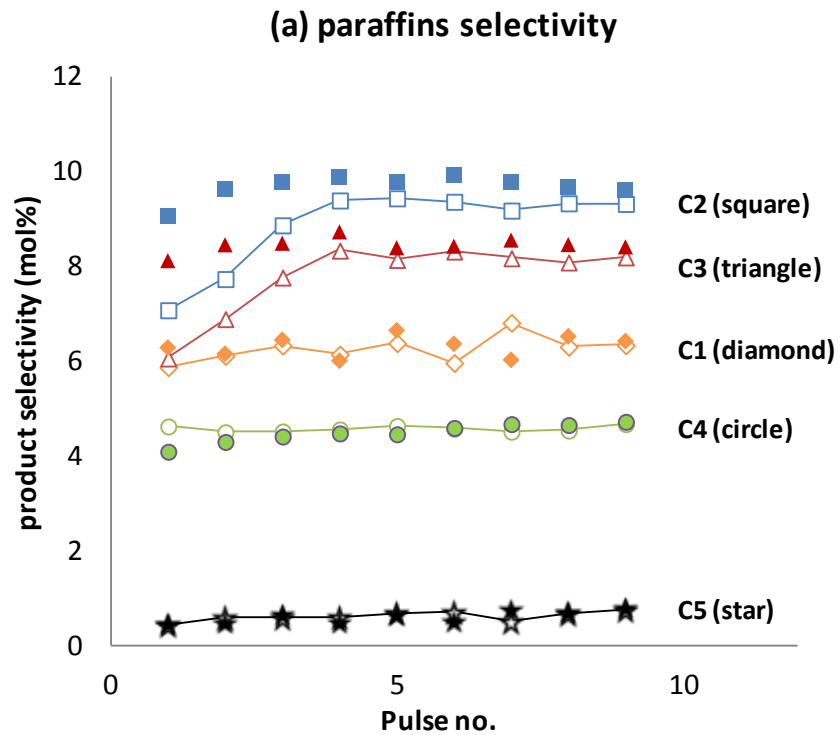 (a) paraffins selectivity
12
10
8
6
4
2
0
product selectivity (mol%)
C2 (square)
C3 (triangle)
C1 (diamond)
C4 (circle)
C5 (star)
0
5
10
Pulse no.